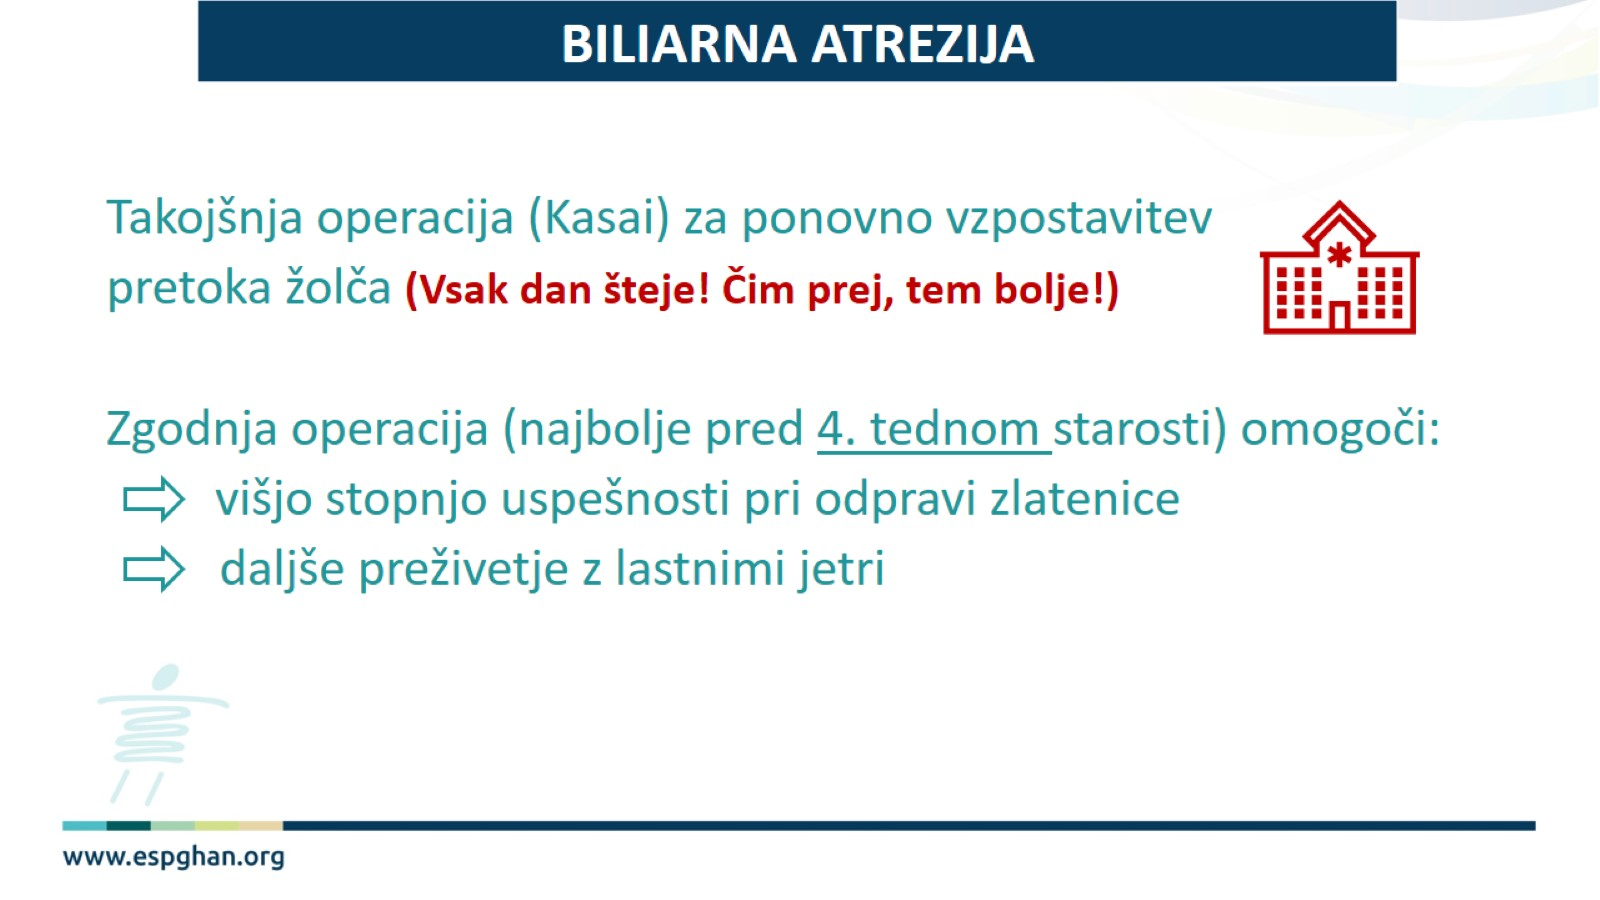 BILIARNA ATREZIJA
Takojšnja operacija (Kasai) za ponovno vzpostavitev
pretoka žolča (Vsak dan šteje! Čim prej, tem bolje!)
Zgodnja operacija (najbolje pred 4. tednom starosti) omogoči:
višjo stopnjo uspešnosti pri odpravi zlatenice
daljše preživetje z lastnimi jetri
www.espghan.org